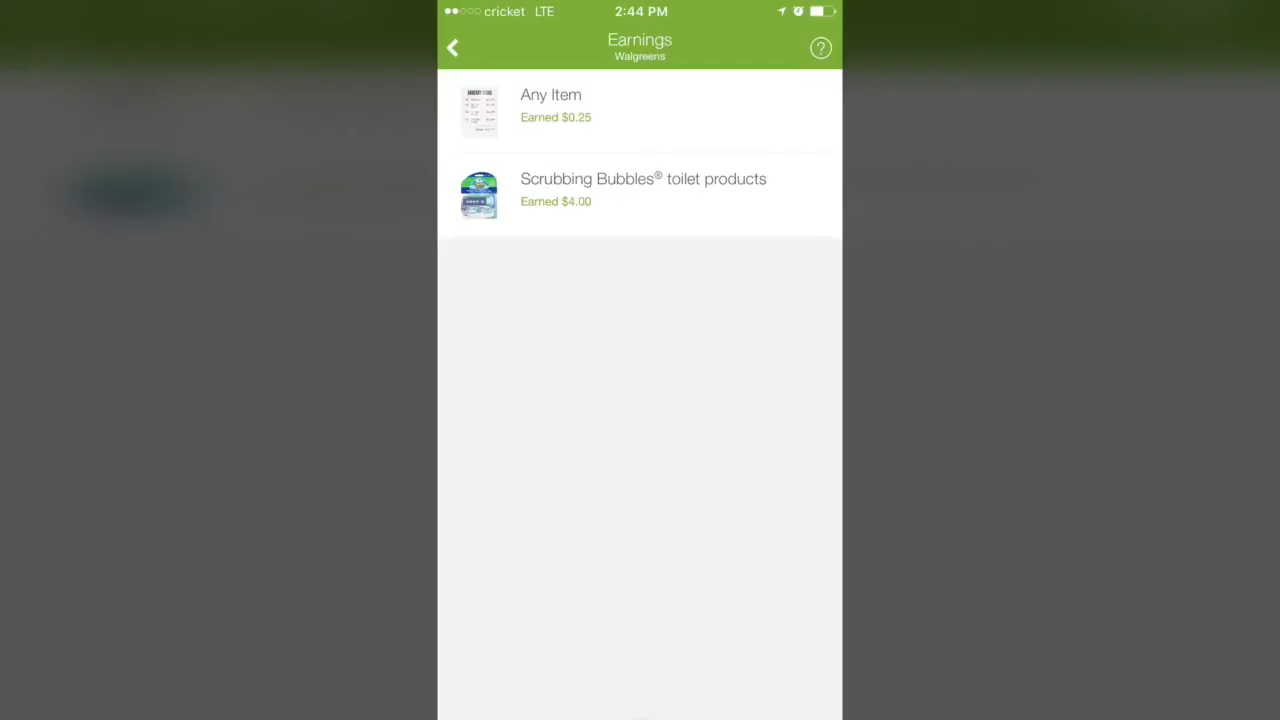 cricket LTE 2:44 PM
Earnings
Walgreens
?
Any Item
Earned $0.25
Scrubbing Bubbles® toilet products
Earned $4.00